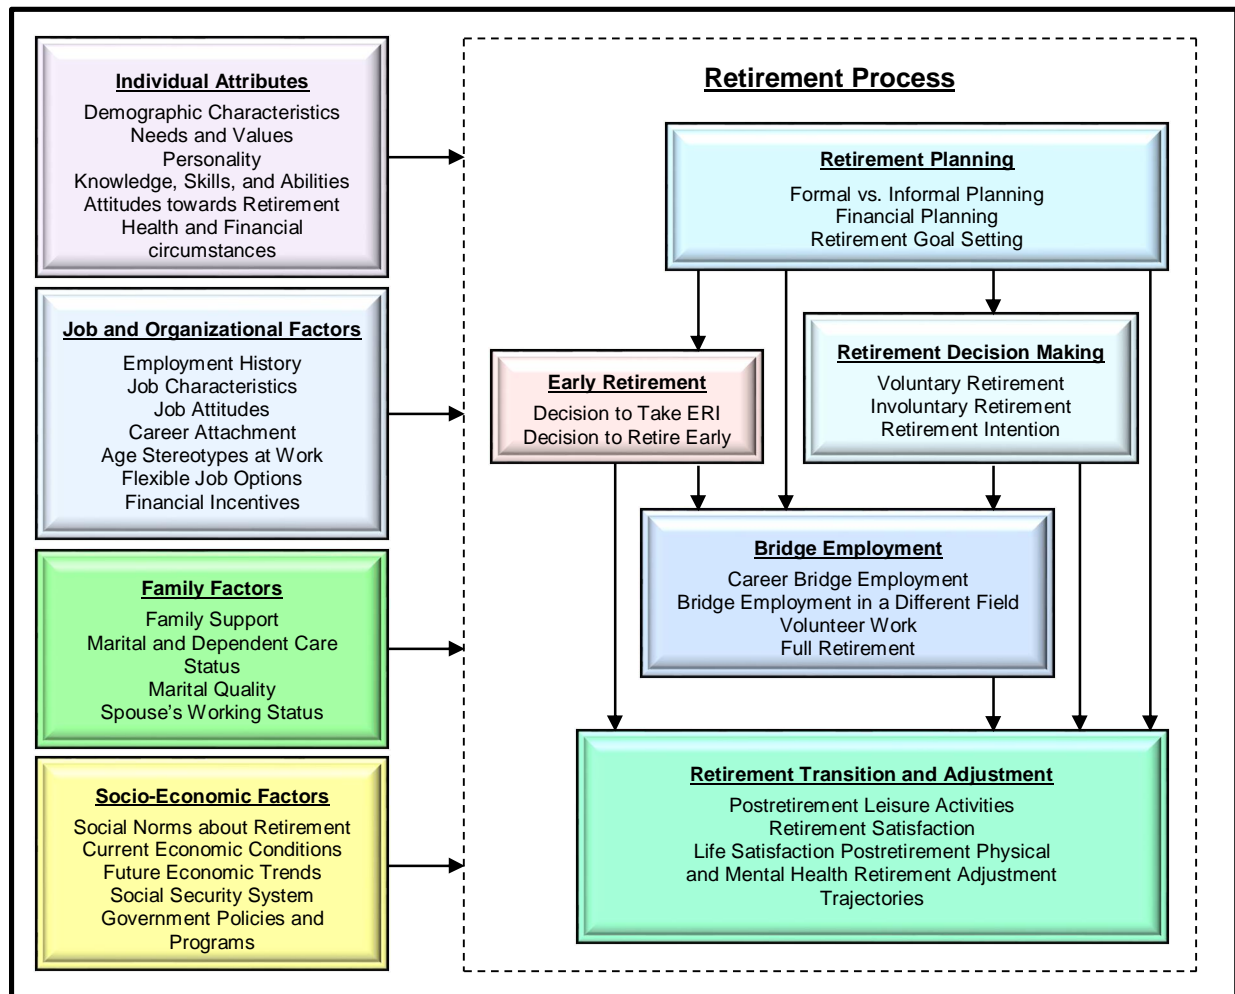 Individual Attributes
Demographic Characteristics
Needs and Values
Personality
Knowledge, Skills, and Abilities
Attitudes towards Retirement
Health and Financial
circumstances
Job and Organizational Factors
Employment History
Job Characteristics
Job Attitudes
Career Attachment
Age Stereotypes at Work
Flexible Job Options
Financial Incentives
Family Factors
Family Support
Marital and Dependent Care
Status
Marital Quality
Spouse’s Working Status
Socio-Economic Factors
Social Norms about Retirement
Current Economic Conditions
Future Economic Trends
Social Security System
Government Policies and
Programs
Retirement Process
Retirement Planning
Formal vs. Informal Planning
Financial Planning
Retirement Goal Setting
Early Retirement
Decision to Take ERI
Decision to Retire Early
Retirement Decision Making
Voluntary Retirement
Involuntary Retirement
Retirement Intention
Bridge Employment
Career Bridge Employment
Bridge Employment in a Different Field
Volunteer Work
Full Retirement
Retirement Transition and Adjustment
Postretirement Leisure Activities
Retirement Satisfaction
Life Satisfaction Postretirement Physical
and Mental Health Retirement Adjustment
Trajectories